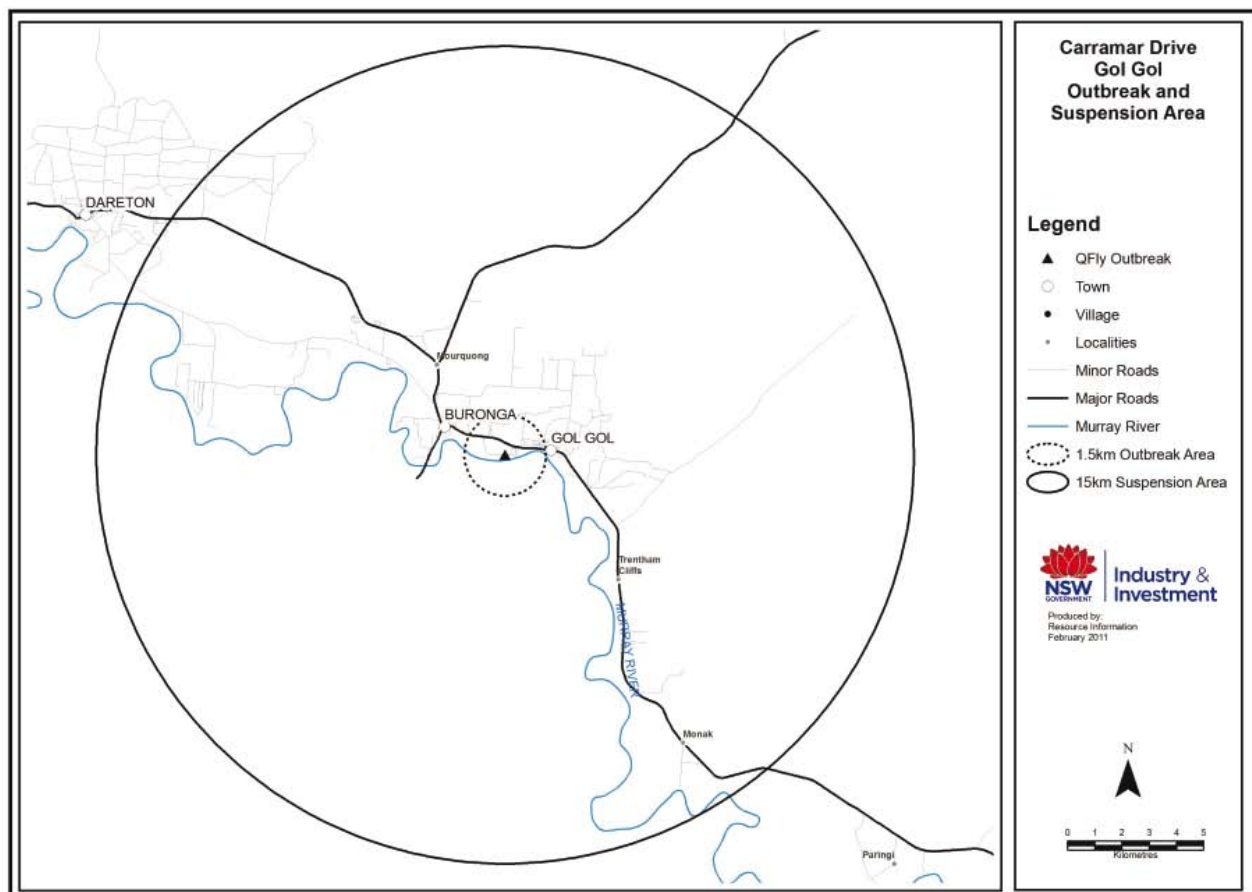 Carramar Drive
Gol Gol
Outbreak and
Suspension Area
DARETON
Mourquong
BURONGA
GOL GOL
Trentham
Cliffs
MURRAY RIVER
Monak
Paringi
Legend
QFly Outbreak
Town
Village
Localities
Minor Roads
Major Roads
Murray River
1.5km Outbreak Area
15km Suspension Area
NSW
GOVERNMENT
Industry &
Investment
Produced by:
Resource Information
February 2011
N
0 1 2 3 4 5
Kilometres